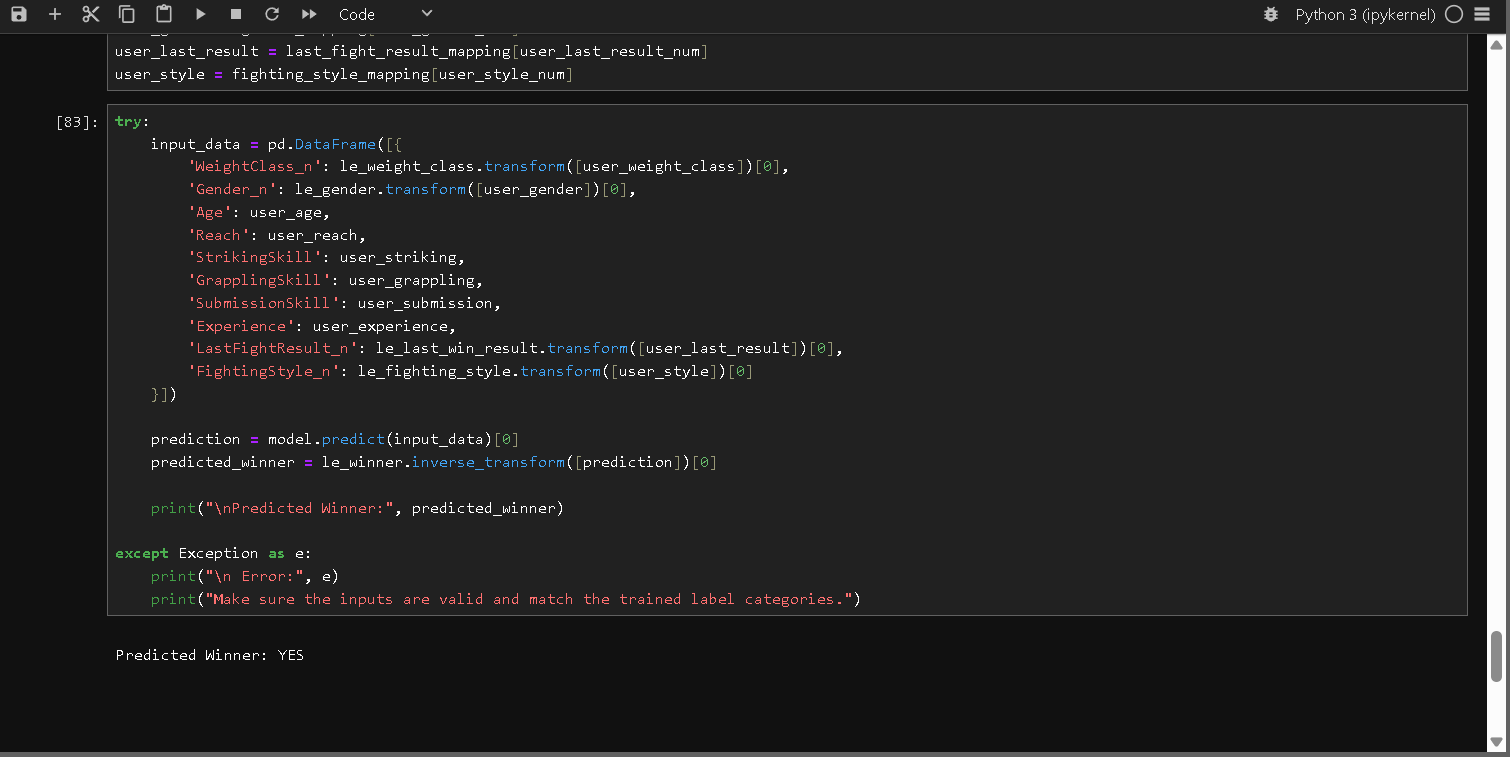 Code
Python 3 (ipykernel)
user_last_result = last_fight_result_mapping[user_last_result_num]
user_style = fighting_style_mapping[user_style_num]
[83]:
try:
    input_data = pd.DataFrame([{
        'WeightClass_n': le_weight_class.transform([user_weight_class])[0],
        'Gender_n': le_gender.transform([user_gender])[0],
        'Age': user_age,
        'Reach': user_reach,
        'StrikingSkill': user_striking,
        'GrapplingSkill': user_grappling,
        'SubmissionSkill': user_submission,
        'Experience': user_experience,
        'LastFightResult_n': le_last_win_result.transform([user_last_result])[0],
        'FightingStyle_n': le_fighting_style.transform([user_style])[0]
    }])
    prediction = model.predict(input_data)[0]
    predicted_winner = le_winner.inverse_transform([prediction])[0]
    print("\nPredicted Winner:", predicted_winner)
except Exception as e:
    print("\n Error:", e)
    print("Make sure the inputs are valid and match the trained label categories.")
Predicted Winner: YES